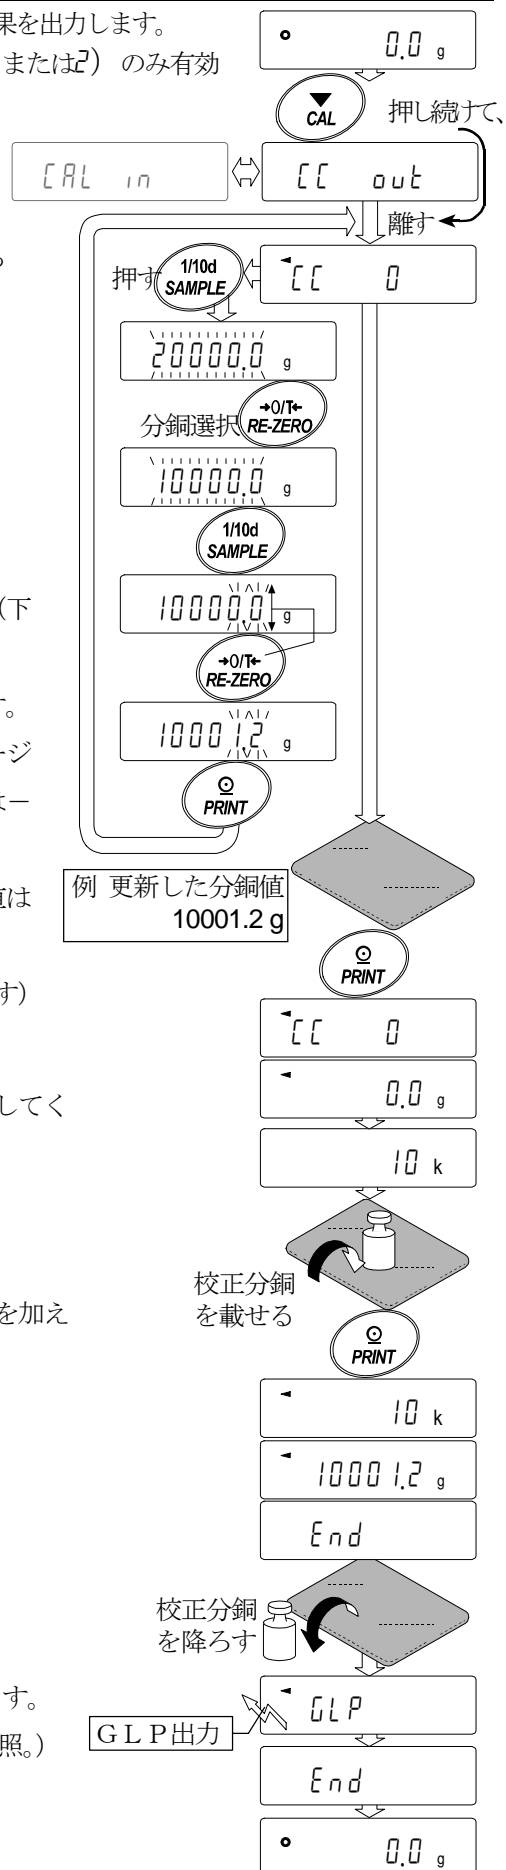 果を出力します。
または2) のみ有効
0.0 g
CAL
押し続けて、
CAL in
CC out
離す
押す
1/10d
SAMPLE
CC 0
20000.0 g
分銅選択
→0/T←
RE-ZERO
10000.0 g
1/10d
SAMPLE
(下
10000.0 g
→0/T←
RE-ZERO
す。
10001.2 g
ージ
は－
PRINT
例 更新した分銅値
10001.2 g
直は
PRINT
す)
CC 0
0.0 g
してく
10 k
校正分銅
を載せる
を加え
PRINT
10 k
10001.2 g
End
校正分銅
を降ろす
す。
GLP
GLP出力
照。)
End
0.0 g